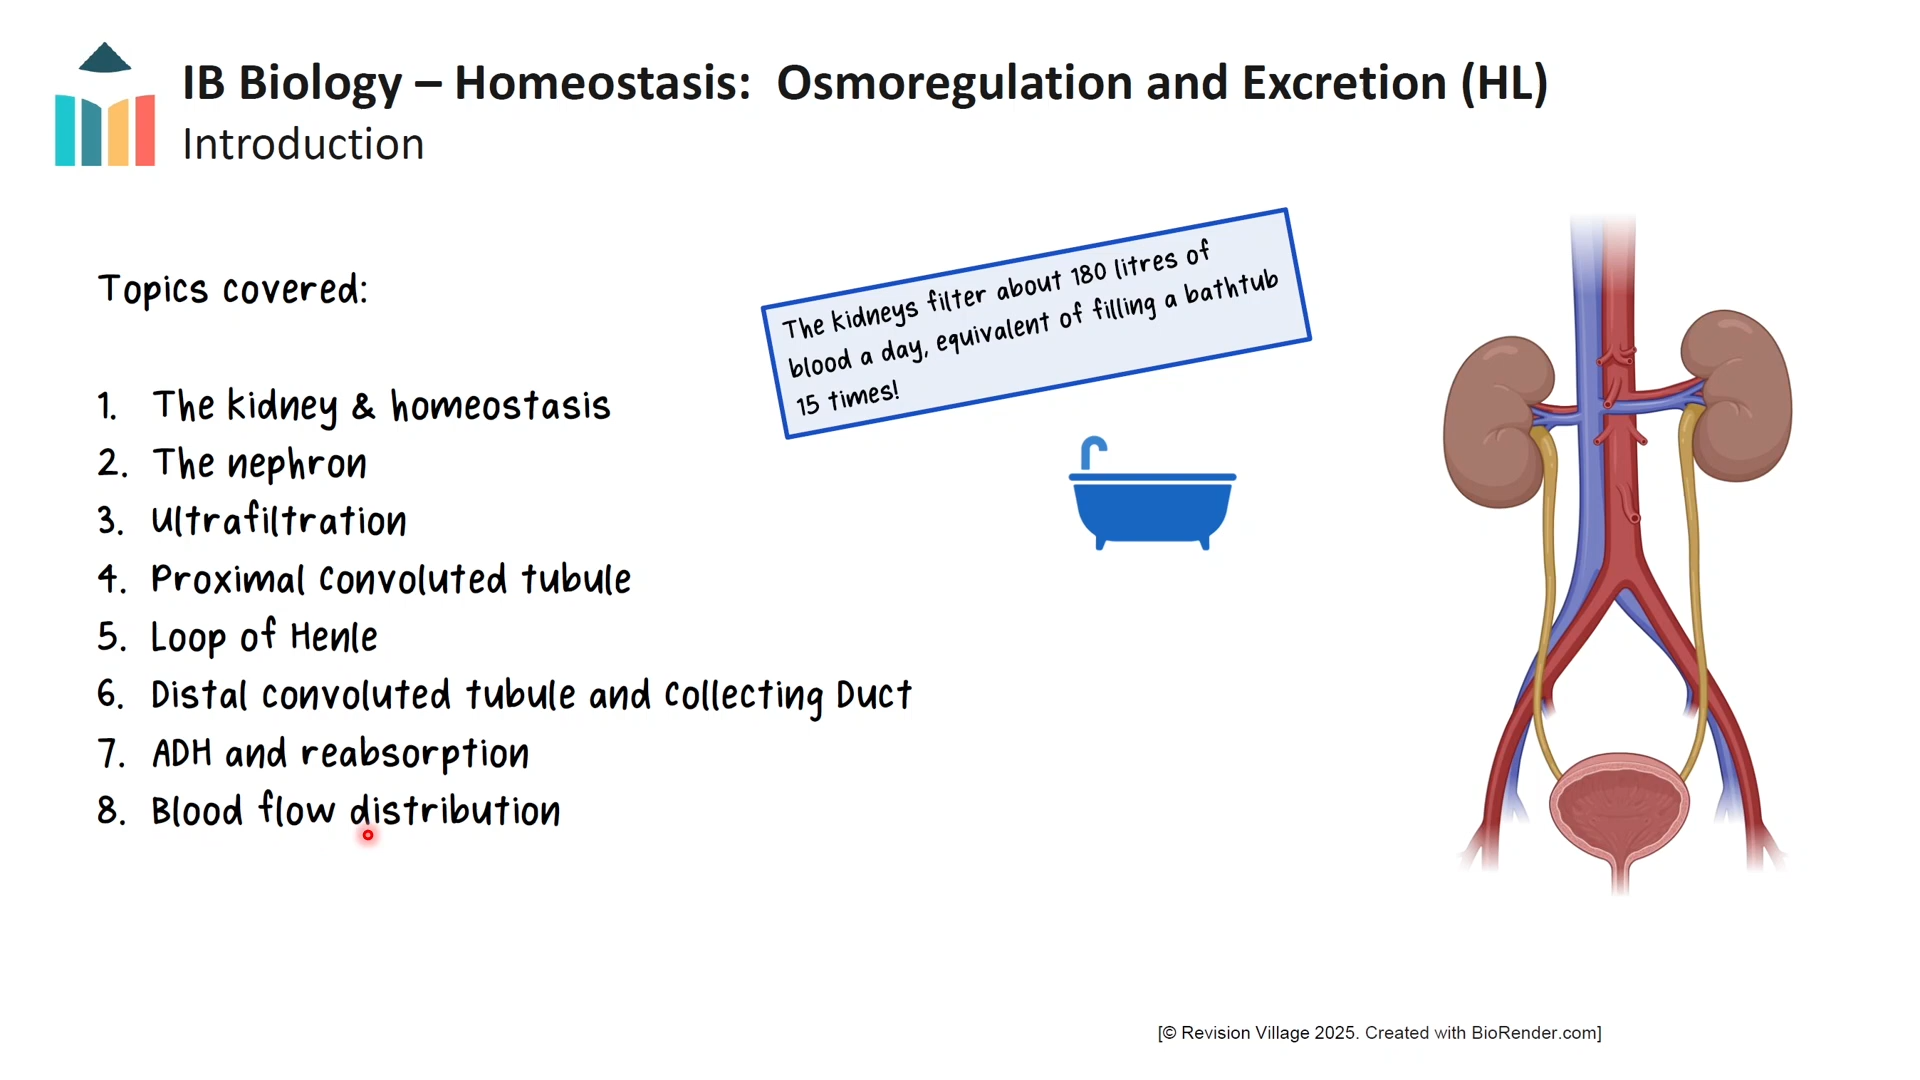 IB Biology – Homeostasis: Osmoregulation and Excretion (HL)
Introduction
Topics covered:
1. The kidney & homeostasis
2. The nephron
3. Ultrafiltration
4. Proximal convoluted tubule
5. Loop of Henle
6. Distal convoluted tubule and Collecting Duct
7. ADH and reabsorption
8. Blood flow distribution
The kidneys filter about 180 litres of
blood a day, equivalent of filling a bathtub
15 times!
[© Revision Village 2025. Created with BioRender.com]